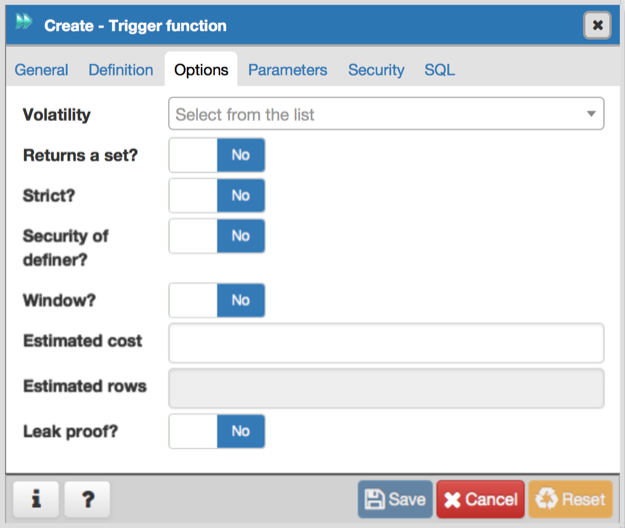 Create - Trigger function
General Definition Options Parameters Security SQL
Volatility Select from the list
Returns a set? No
Strict? No
Security of No
definer?
Window? No
Estimated cost
Estimated rows
Leak proof? No
i ? Save Cancel Reset